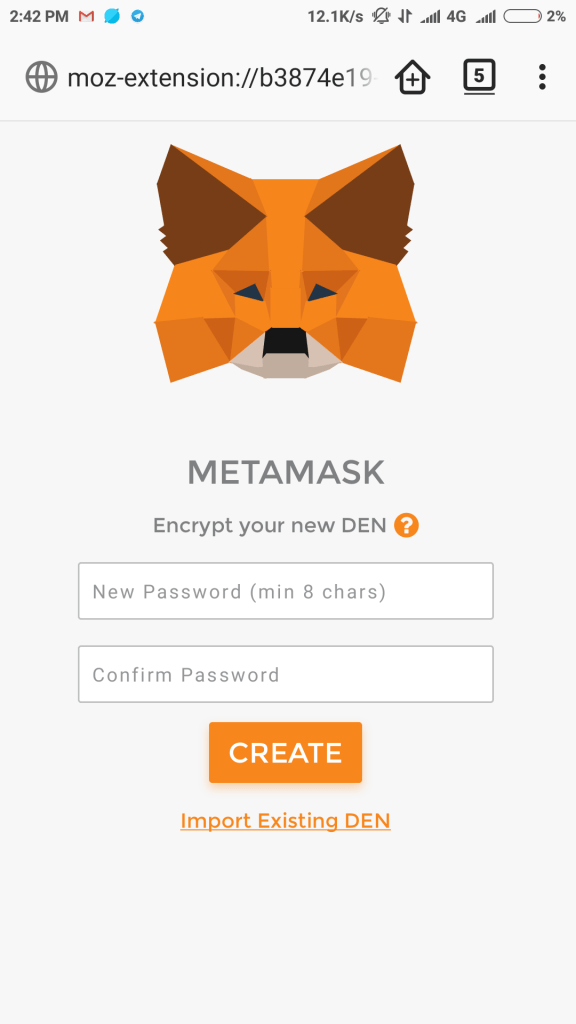 2:42 PM 12.1K/s 4G 2%
moz-extension://b3874e19- 5
METAMASK
Encrypt your new DEN ?
New Password (min 8 chars)
Confirm Password
CREATE
Import Existing DEN